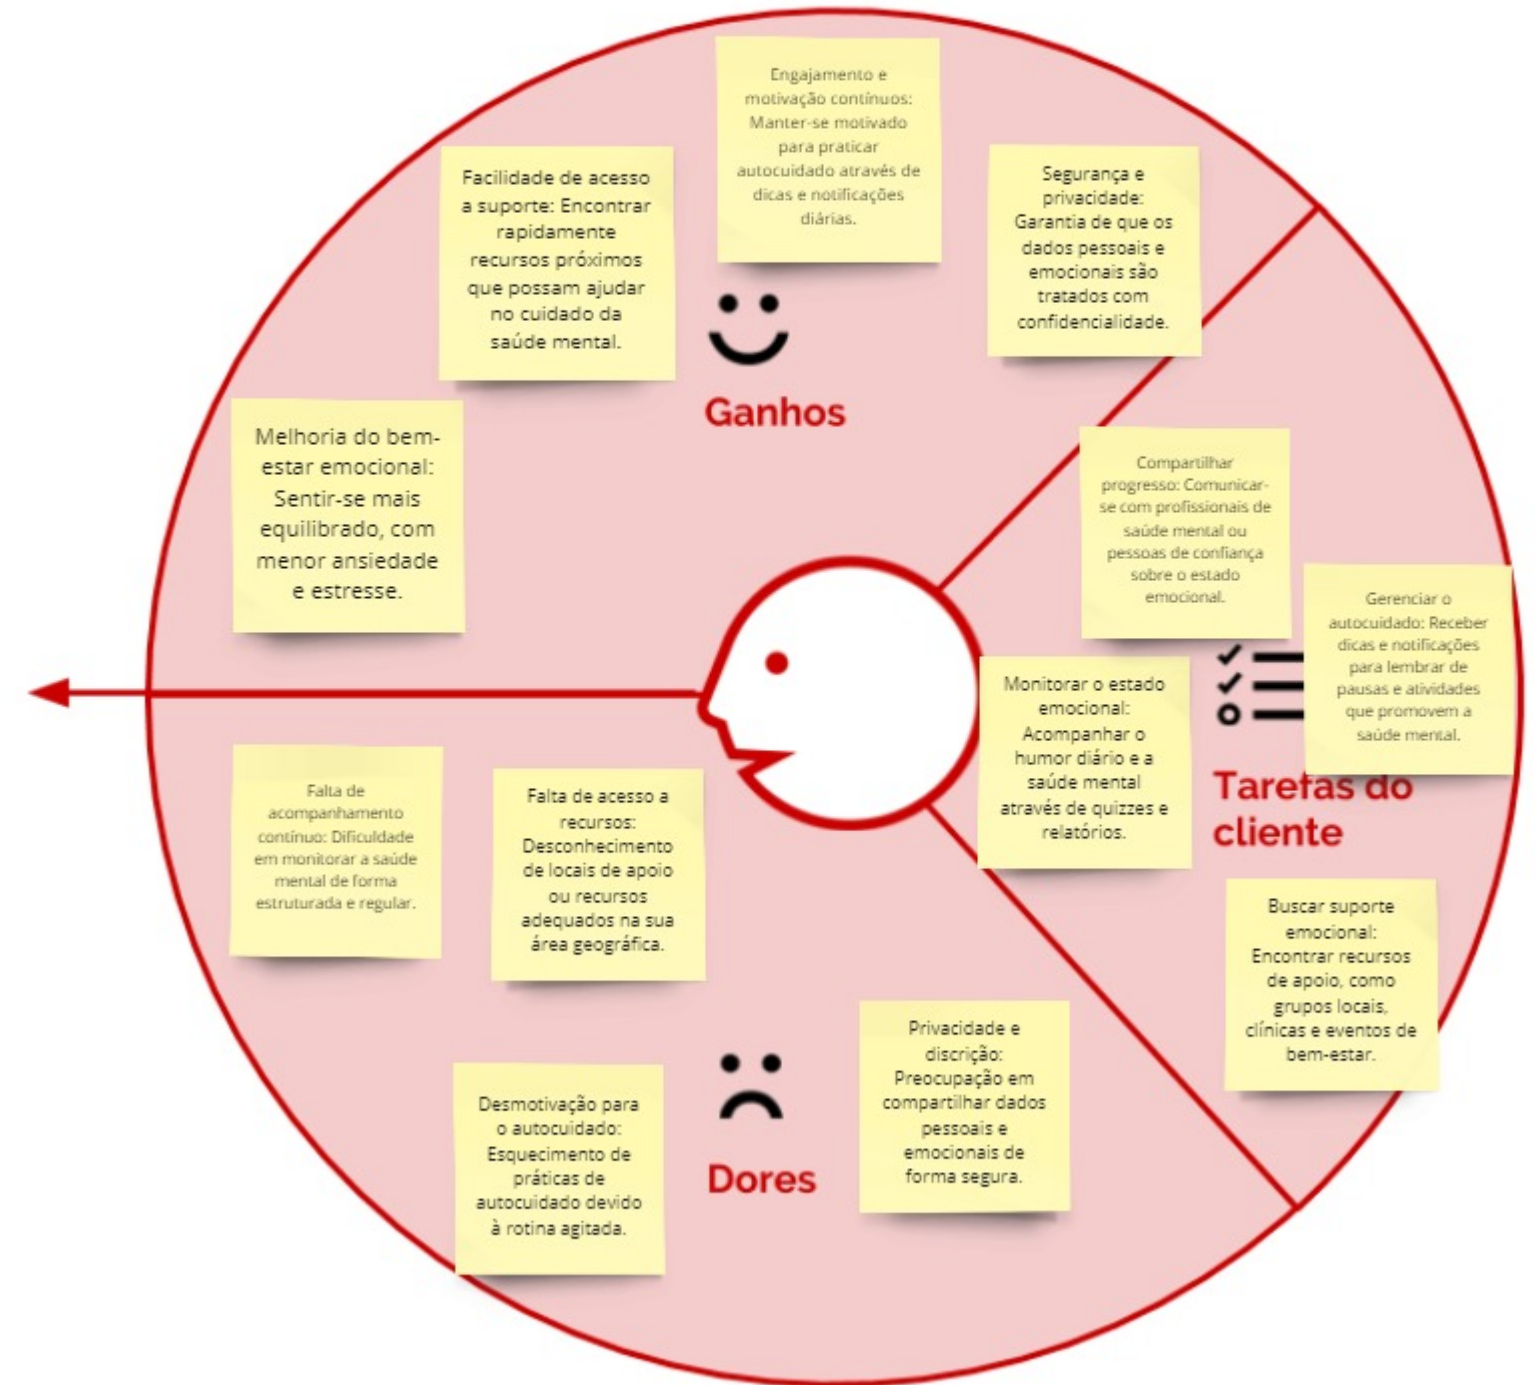 Engajamento e
motivação contínuos:
Manter-se motivado
para praticar
autocuidado através de
dicas e notificações
diárias.
Facilidade de acesso
a suporte: Encontrar
rapidamente
recursos próximos
que possam ajudar
no cuidado da
saúde mental.
Segurança e
privacidade:
Garantia de que os
dados pessoais e
emocionais são
tratados com
confidencialidade.
Ganhos
Melhoria do bem-
estar emocional:
Sentir-se mais
equilibrado, com
menor ansiedade
e estresse.
Compartilhar
progresso: Comunicar-
se com profissionais de
saúde mental ou
pessoas de confiança
sobre o estado
emocional.
Gerenciar o
autocuidado: Receber
dicas e notificações
para lembrar de
pausas e atividades
que promovem a
saúde mental.
Monitorar o estado
emocional:
Acompanhar o
humor diário e a
saúde mental
através de quizzes e
relatórios.
Tarefas do
cliente
Buscar suporte
emocional:
Encontrar recursos
de apoio, como
grupos locais,
clínicas e eventos de
bem-estar.
Falta de
acompanhamento
contínuo: Dificuldade
em monitorar a saúde
mental de forma
estruturada e regular.
Falta de acesso a
recursos:
Desconhecimento
de locais de apoio
ou recursos
adequados na sua
área geográfica.
Privacidade e
discrição:
Preocupação em
compartilhar dados
pessoais e
emocionais de
forma segura.
Desmotivação para
o autocuidado:
Esquecimento de
práticas de
autocuidado devido
à rotina agitada.
Dores